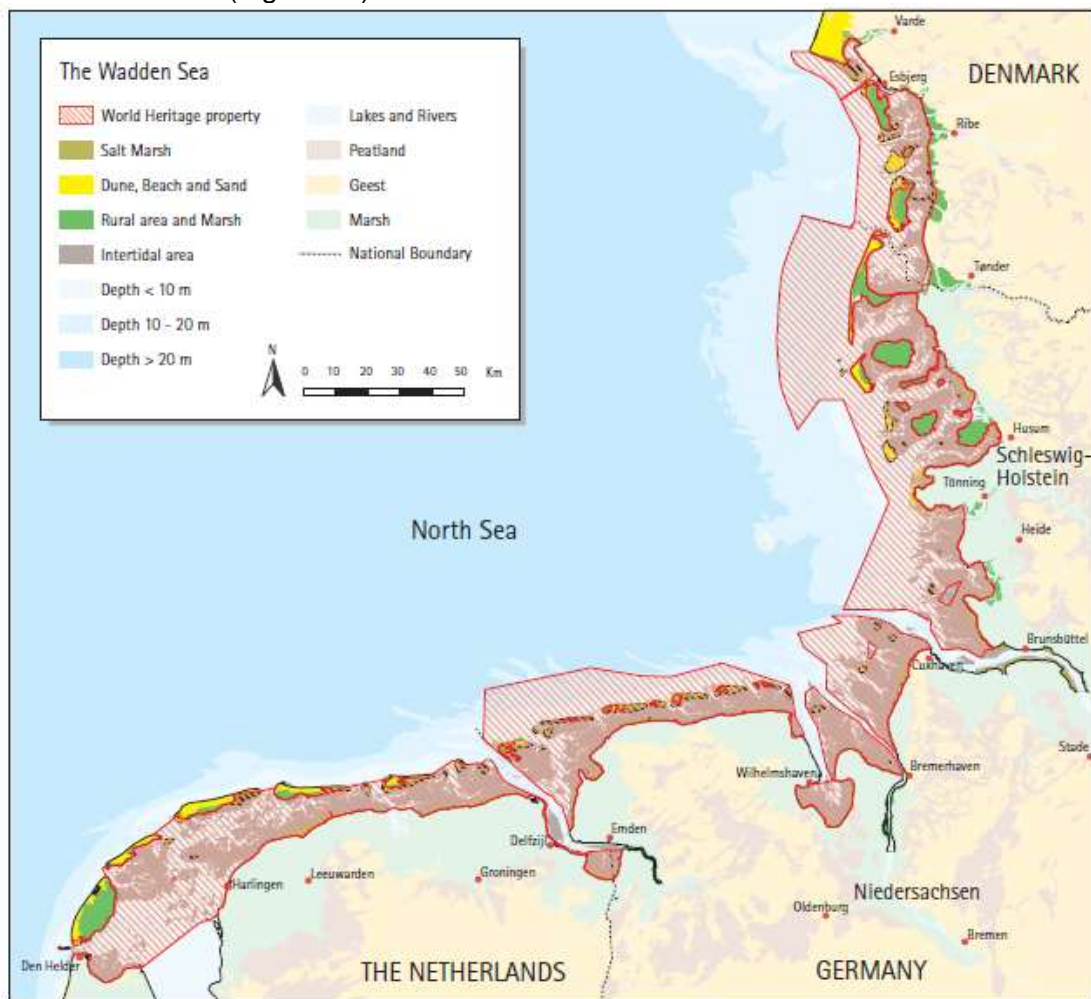 The Wadden Sea
World Heritage property
Salt Marsh
Dune, Beach and Sand
Rural area and Marsh
Intertidal area
Depth < 10 m
Depth 10 - 20 m
Depth > 20 m
Lakes and Rivers
Peatland
Geest
Marsh
National Boundary
N
0 10 20 30 40 50 Km
Varde
DENMARK
Esbjerg
Ribe
Tønder
Husum
Schleswig-
Holstein
Tönning
Heide
North Sea
Brunsbüttel
Cuxhaven
Stade
Wilhelmshaven
Bremerhaven
Delfzijl
Emden
Harlingen
Leeuwarden
Groningen
Niedersachsen
Oldenburg
Bremen
Den Helder
THE NETHERLANDS
GERMANY